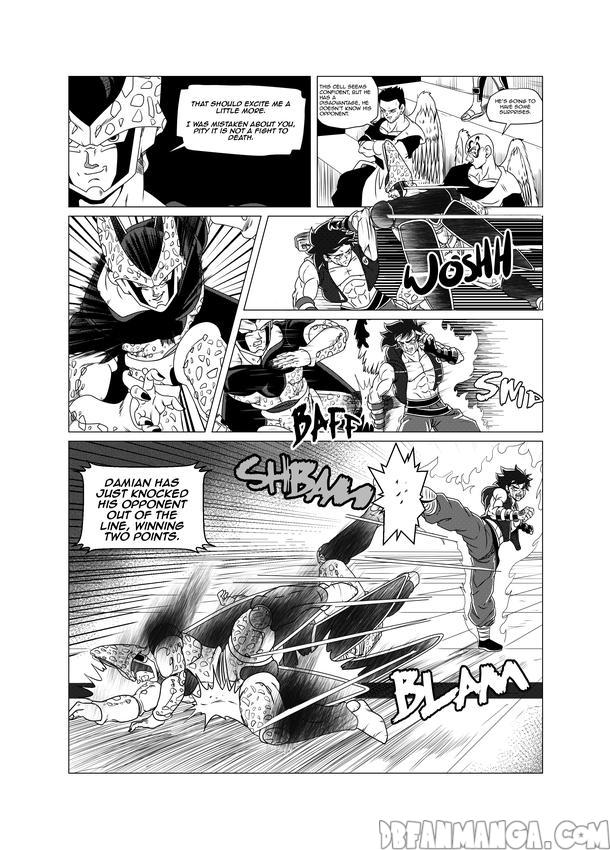 THAT SHOULD EXCITE ME A
LITTLE MORE.
I WAS MISTAKEN ABOUT YOU,
PITY IT IS NOT A FIGHT TO
DEATH.
THIS CELL SEEMS
CONFIDENT, BUT HE
HAS A
DISADVANTAGE, HE
DOESN'T KNOW HIS
OPPONENT.
HE'S GOING TO
HAVE SOME
SURPRISES.
WOSHH
SWIP
BAFF
SHBAM
DAMIAN HAS
JUST KNOCKED
HIS OPPONENT
OUT OF THE
LINE, WINNING
TWO POINTS.
BLAM
DBFANMANGA.COM